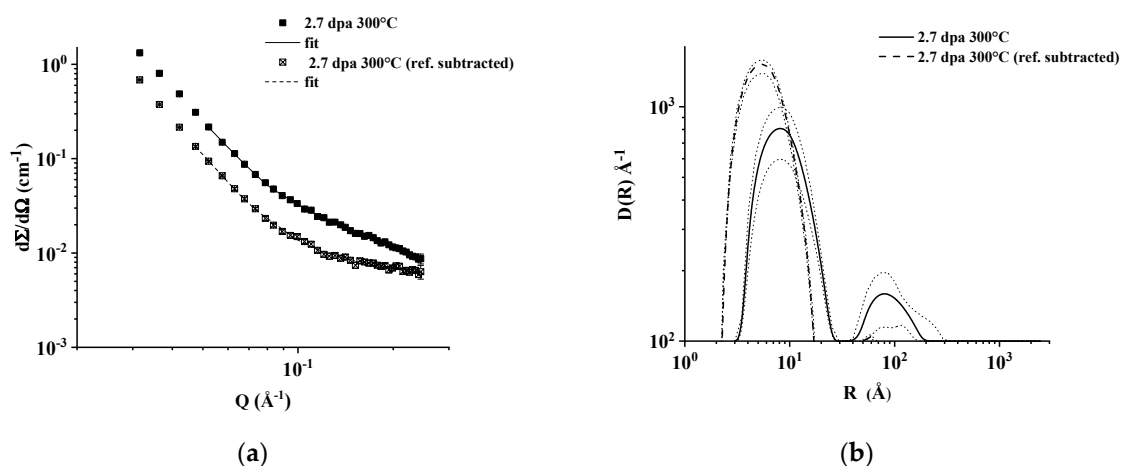 2.7 dpa 300°C
fit
2.7 dpa 300°C (ref. subtracted)
fit
10⁰
10⁻¹
10⁻²
10⁻³
dΣ/dΩ (cm⁻¹)
10⁻¹
Q (Å⁻¹)
(a)
2.7 dpa 300°C
2.7 dpa 300°C (ref. subtracted)
10³
10²
D(R) Å⁻¹
10⁰
10¹
10²
10³
R (Å)
(b)